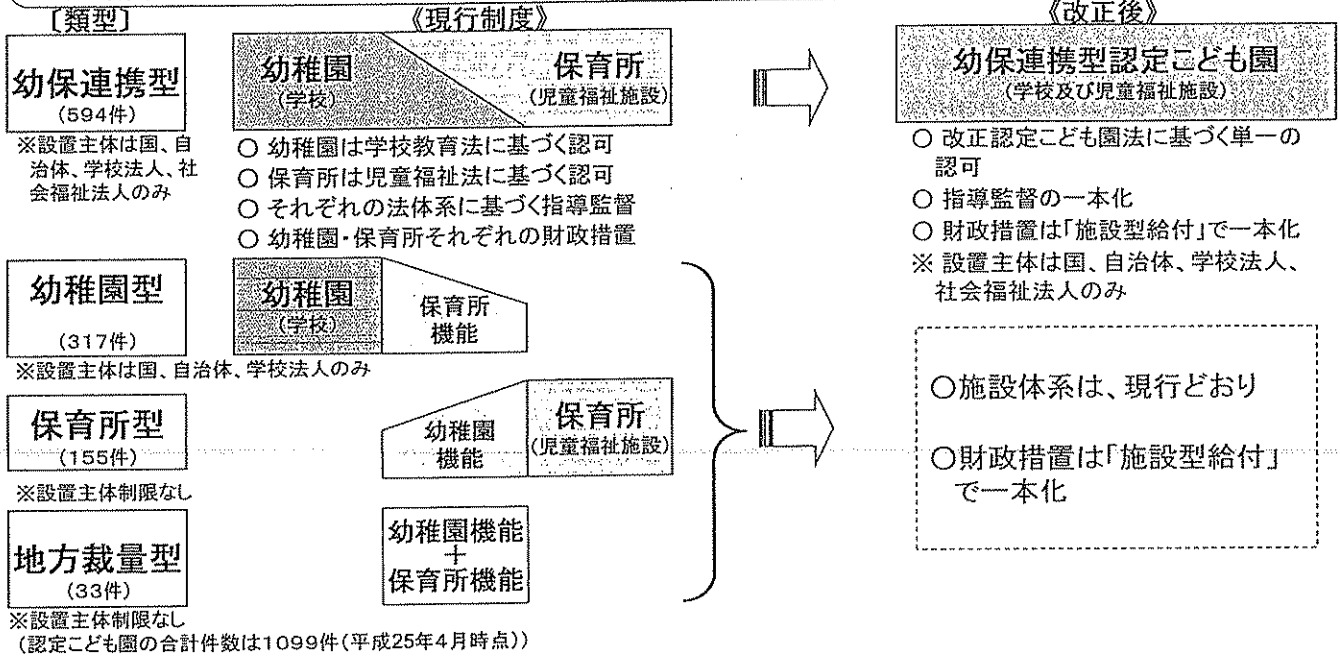 〔類型〕
《現行制度》
《改正後》
幼保連携型
(594件)
※設置主体は国、自
治体、学校法人、社
会福祉法人のみ
幼稚園
(学校)
保育所
(児童福祉施設)
○ 幼稚園は学校教育法に基づく認可
○ 保育所は児童福祉法に基づく認可
○ それぞれの法体系に基づく指導監督
○ 幼稚園・保育所それぞれの財政措置
幼保連携型認定こども園
(学校及び児童福祉施設)
○ 改正認定こども園法に基づく単一の
認可
○ 指導監督の一本化
○ 財政措置は「施設型給付」で一本化
※ 設置主体は国、自治体、学校法人、
社会福祉法人のみ
幼稚園型
(317件)
※設置主体は国、自治体、学校法人のみ
幼稚園
(学校)
保育所
機能
保育所型
(155件)
※設置主体制限なし
幼稚園
機能
保育所
(児童福祉施設)
地方裁量型
(33件)
※設置主体制限なし
幼稚園機能
+
保育所機能
○施設体系は、現行どおり
○財政措置は「施設型給付」
で一本化
(認定こども園の合計件数は1099件(平成25年4月時点))